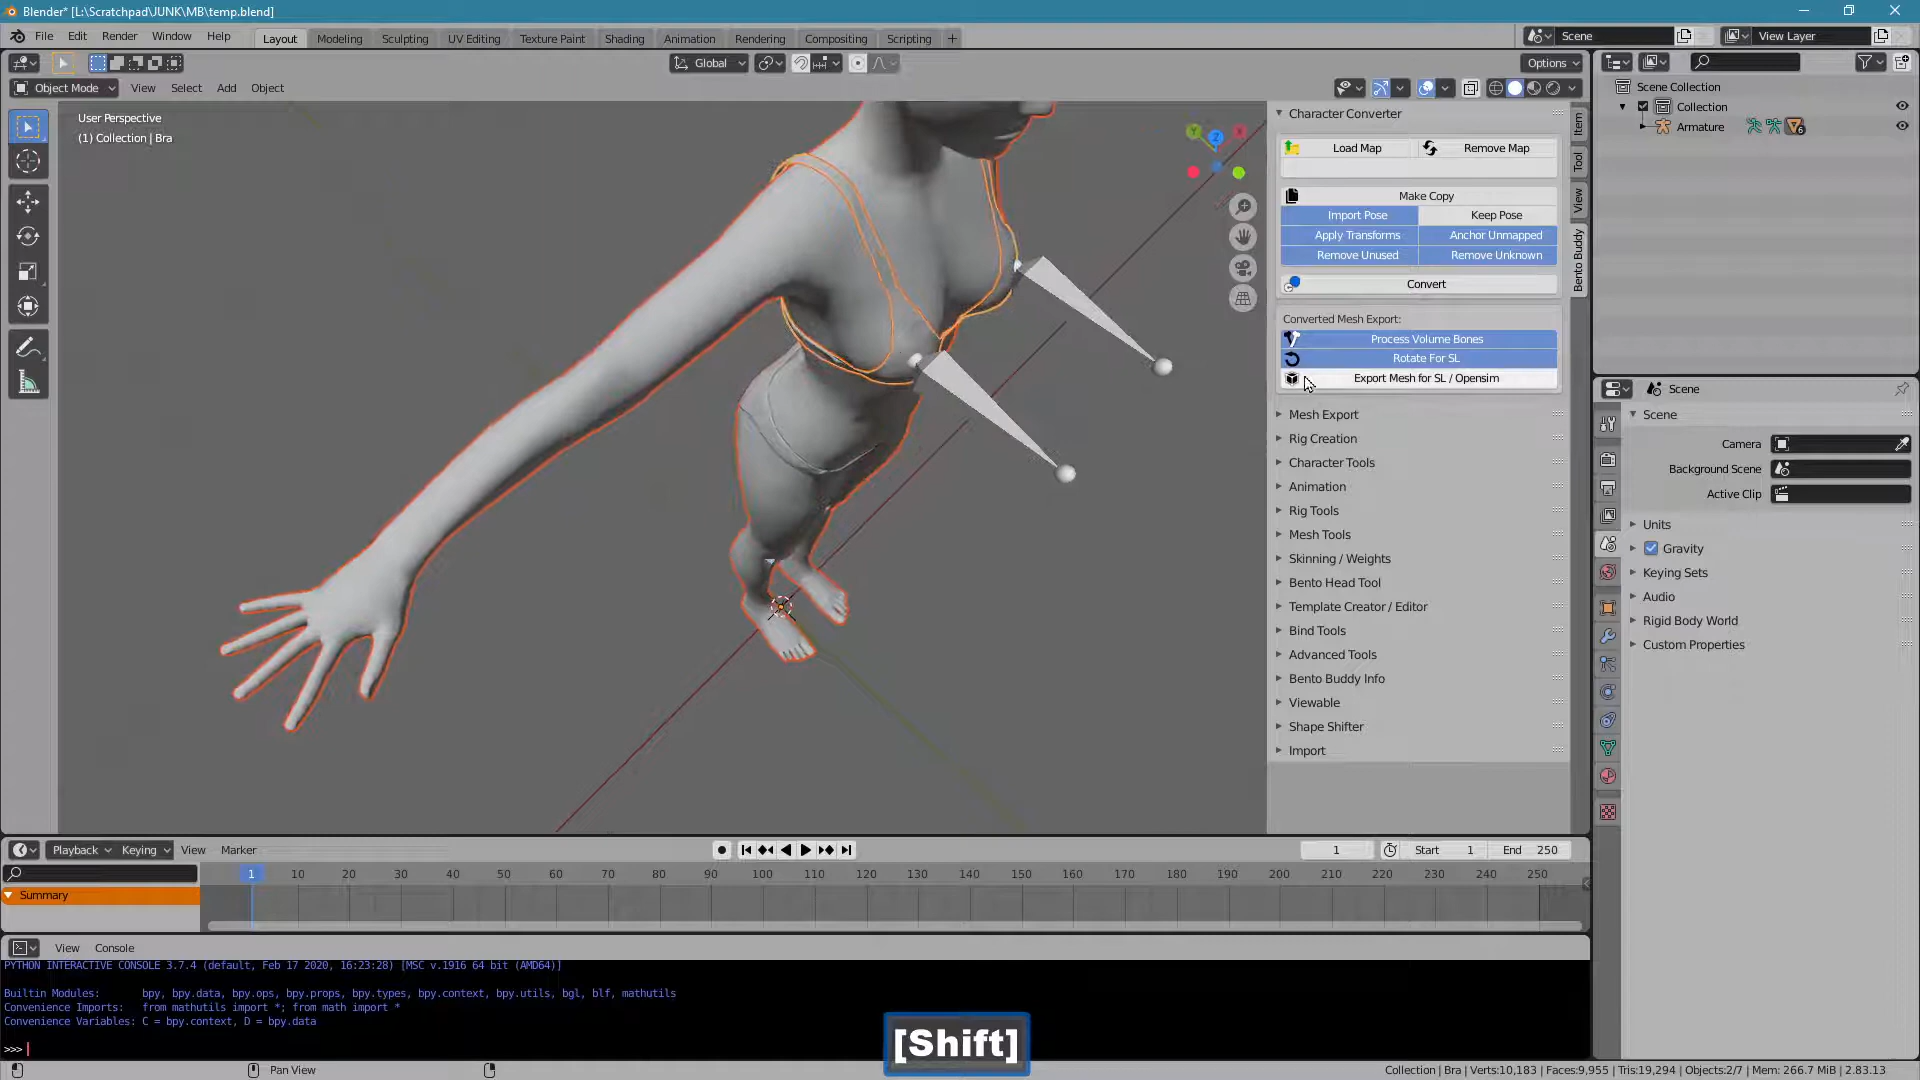 Blender* [L:\Scratchpad\JUNK\MB\temp.blend]
File Edit Render Window Help Layout Modeling Sculpting UV Editing Texture Paint Shading Animation Rendering Compositing Scripting + Scene View Layer
Global Options
Object Mode View Select Add Object
User Perspective
(1) Collection | Bra
Character Converter
Load Map Remove Map
Make Copy
Import Pose Keep Pose
Apply Transforms Anchor Unmapped
Remove Unused Remove Unknown
Convert
Converted Mesh Export:
Process Volume Bones
Rotate For SL
Export Mesh for SL / Opensim
Mesh Export
Rig Creation
Character Tools
Animation
Rig Tools
Mesh Tools
Skinning / Weights
Bento Head Tool
Template Creator / Editor
Bind Tools
Advanced Tools
Bento Buddy Info
Viewable
Shape Shifter
Import
Item
Tool
View
Bento Buddy
Scene Collection
Collection
Armature 6
Scene
Scene
Camera
Background Scene
Active Clip
Units
Gravity
Keying Sets
Audio
Rigid Body World
Custom Properties
Playback Keying View Marker 1 Start 1 End 250
1 10 20 30 40 50 60 70 80 90 100 110 120 130 140 150 160 170 180 190 200 210 220 230 240 250
Summary
View Console
PYTHON INTERACTIVE CONSOLE 3.7.4 (default, Feb 17 2020, 16:23:28) [MSC v.1916 64 bit (AMD64)]
Builtin Modules: bpy, bpy.data, bpy.ops, bpy.props, bpy.types, bpy.context, bpy.utils, bgl, blf, mathutils
Convenience Imports: from mathutils import *; from math import *
Convenience Variables: C = bpy.context, D = bpy.data
>>>
[Shift]
Pan View Collection | Bra | Verts:10,183 | Faces:9,955 | Tris:19,294 | Objects:2/7 | Mem: 266.7 MiB | 2.83.13